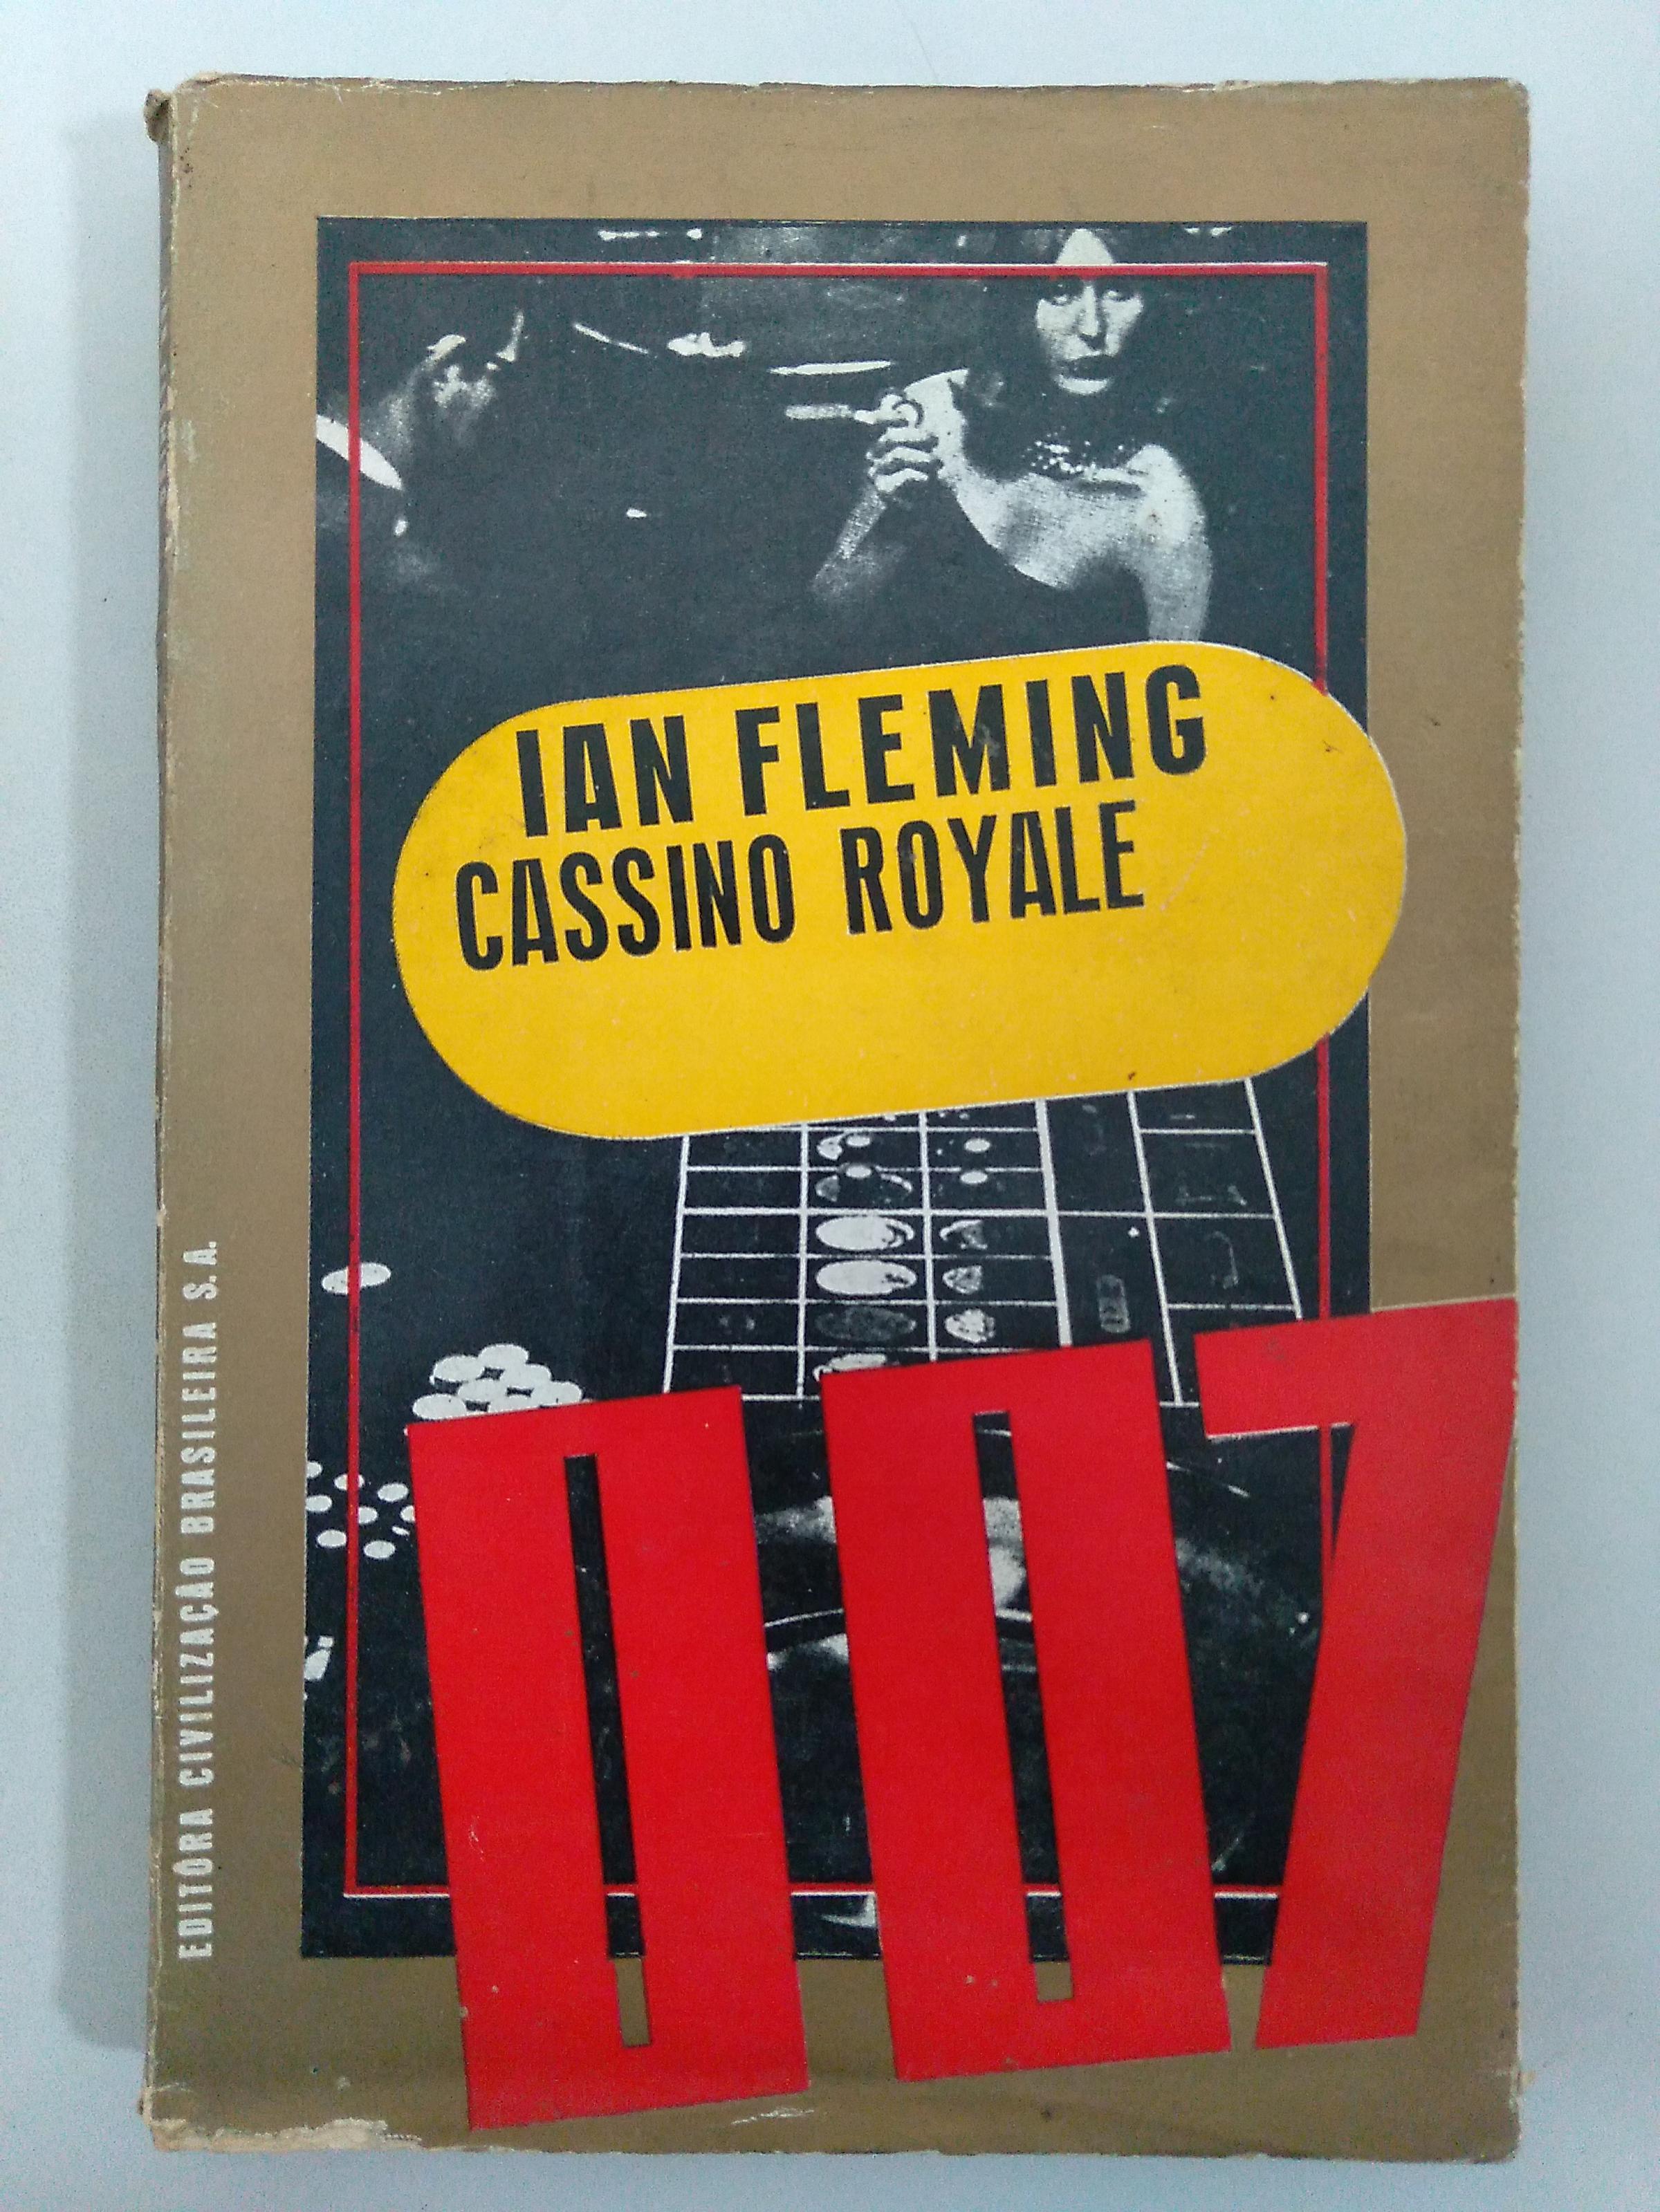 IAN FLEMING
CASSINO ROYALE
007
EDITÔRA CIVILIZAÇÃO BRASILEIRA S.A.